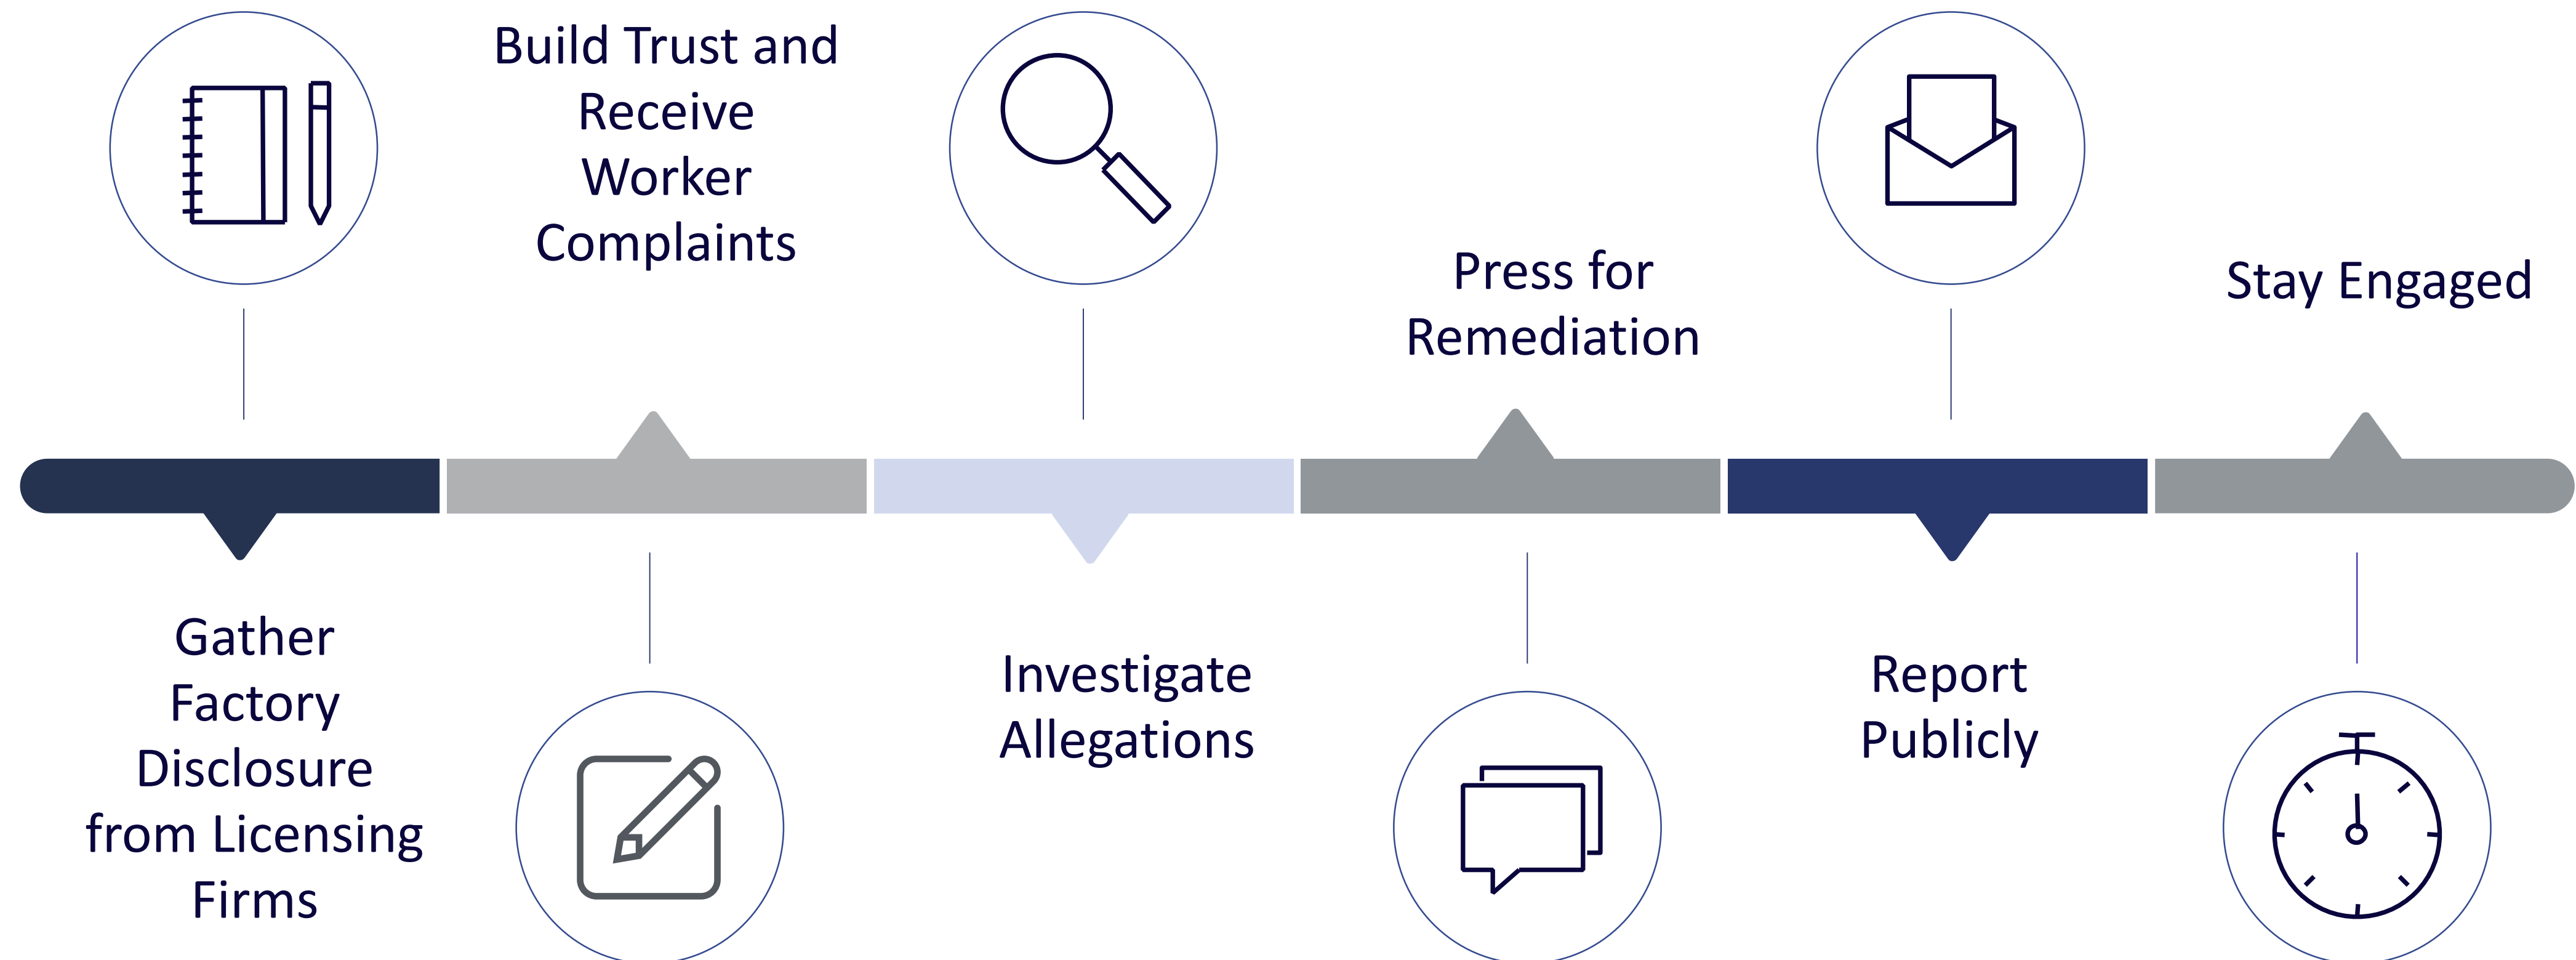 Gather
Factory
Disclosure
from Licensing
Firms
Build Trust and
Receive
Worker
Complaints
Investigate
Allegations
Press for
Remediation
Report
Publicly
Stay Engaged